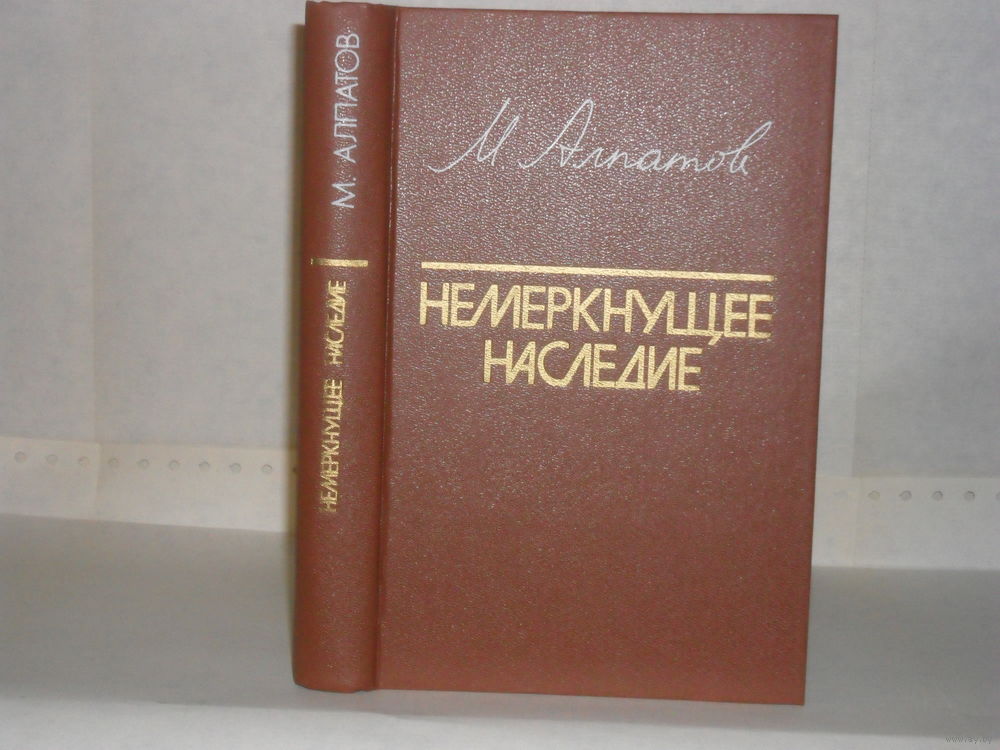 М. АЛПАТОВ
НЕМЕРКНУЩЕЕ НАСЛЕДИЕ
М Алпатов
НЕМЕРКНУЩЕЕ
НАСЛЕДИЕ